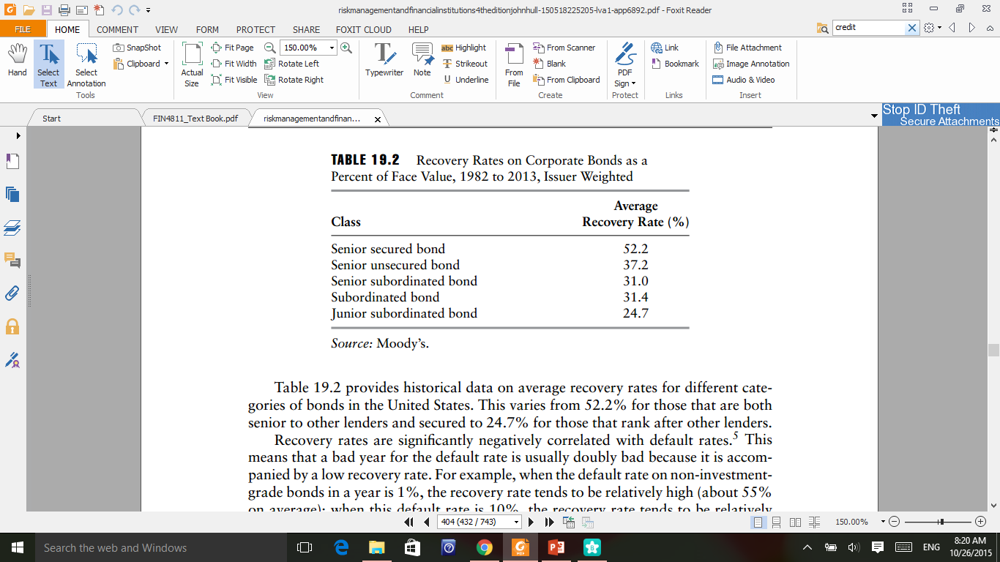 riskmanagementandfinancialinstitutions4theditionjohnhull-150518225205-lva1-app6892.pdf - Foxit Reader
FILE HOME COMMENT VIEW FORM PROTECT SHARE FOXIT CLOUD HELP credit
SnapShot Fit Page 150.00% abc Highlight From Scanner Link File Attachment
Clipboard Fit Width Rotate Left Strikeout Blank Bookmark Image Annotation
Fit Visible Rotate Right Underline From Clipboard Audio & Video
Hand Select Text Select Annotation Actual Size Typewriter Note From File PDF Sign
Tools View Comment Create Protect Links Insert
Start FIN4811_Text Book.pdf riskmanagementandfinan...
Stop ID Theft
Secure Attachments
TABLE 19.2 Recovery Rates on Corporate Bonds as a
Percent of Face Value, 1982 to 2013, Issuer Weighted
Average
Class Recovery Rate (%)
Senior secured bond 52.2
Senior unsecured bond 37.2
Senior subordinated bond 31.0
Subordinated bond 31.4
Junior subordinated bond 24.7
Source: Moody's.
Table 19.2 provides historical data on average recovery rates for different cate-
gories of bonds in the United States. This varies from 52.2% for those that are both
senior to other lenders and secured to 24.7% for those that rank after other lenders.
Recovery rates are significantly negatively correlated with default rates.5 This
means that a bad year for the default rate is usually doubly bad because it is accom-
panied by a low recovery rate. For example, when the default rate on non-investment-
grade bonds in a year is 1%, the recovery rate tends to be relatively high (about 55%
on average); when this default rate is 10%, the recovery rate tends to be relatively
404 (432 / 743) 150.00%
Search the web and Windows ENG 8:20 AM
10/26/2015